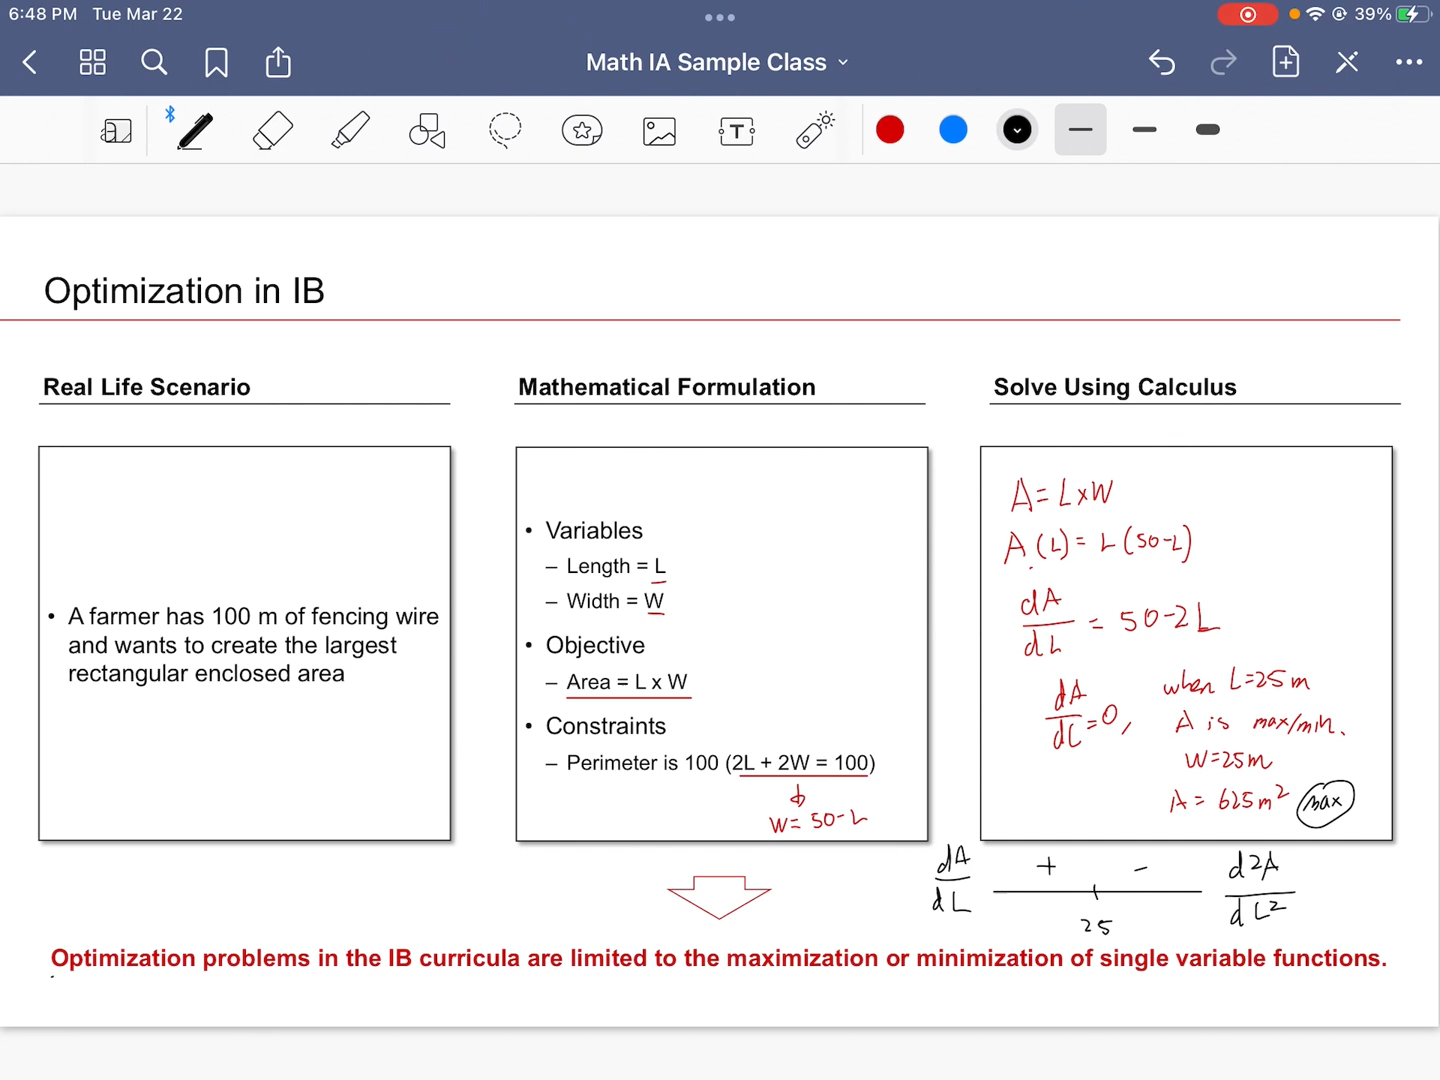 6:48 PM Tue Mar 22
39%
Math IA Sample Class
Optimization in IB
Real Life Scenario
• A farmer has 100 m of fencing wire
and wants to create the largest
rectangular enclosed area
Mathematical Formulation
• Variables
– Length = L
– Width = W
• Objective
– Area = L x W
• Constraints
– Perimeter is 100 (2L + 2W = 100)
W = 50-L
Solve Using Calculus
A = L×W
A(L) = L(50-L)
dA/dL = 50-2L
dA/dL = 0, when L=25m
A is max/min.
W=25m
A = 625m² max
dA/dL + - d2A/dL²
25
Optimization problems in the IB curricula are limited to the maximization or minimization of single variable functions.